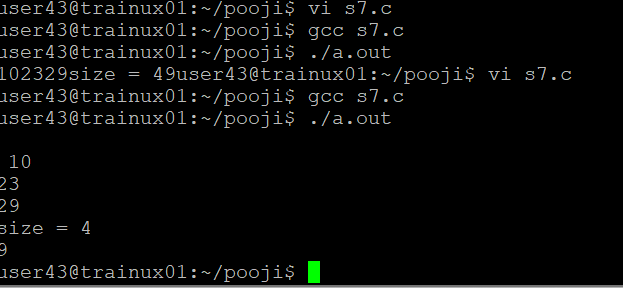 user43@trainux01:~/pooji$ vi s7.c
user43@trainux01:~/pooji$ gcc s7.c
user43@trainux01:~/pooji$ ./a.out
102329size = 49user43@trainux01:~/pooji$ vi s7.c
user43@trainux01:~/pooji$ gcc s7.c
user43@trainux01:~/pooji$ ./a.out
10
23
29
size = 4
9
user43@trainux01:~/pooji$